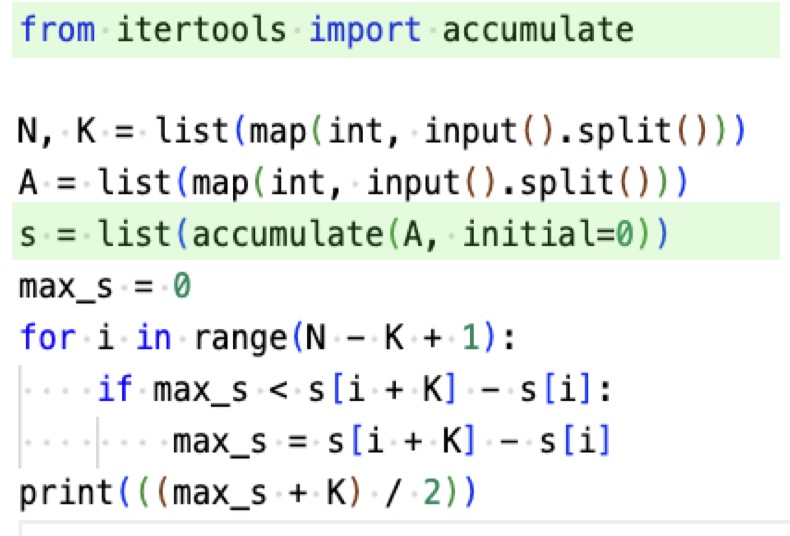 from itertools import accumulate
N, K = list(map(int, input().split()))
A = list(map(int, input().split()))
s = list(accumulate(A, initial=0))
max_s = 0
for i in range(N - K + 1):
    if max_s < s[i + K] - s[i]:
        max_s = s[i + K] - s[i]
print(((max_s + K) / 2))